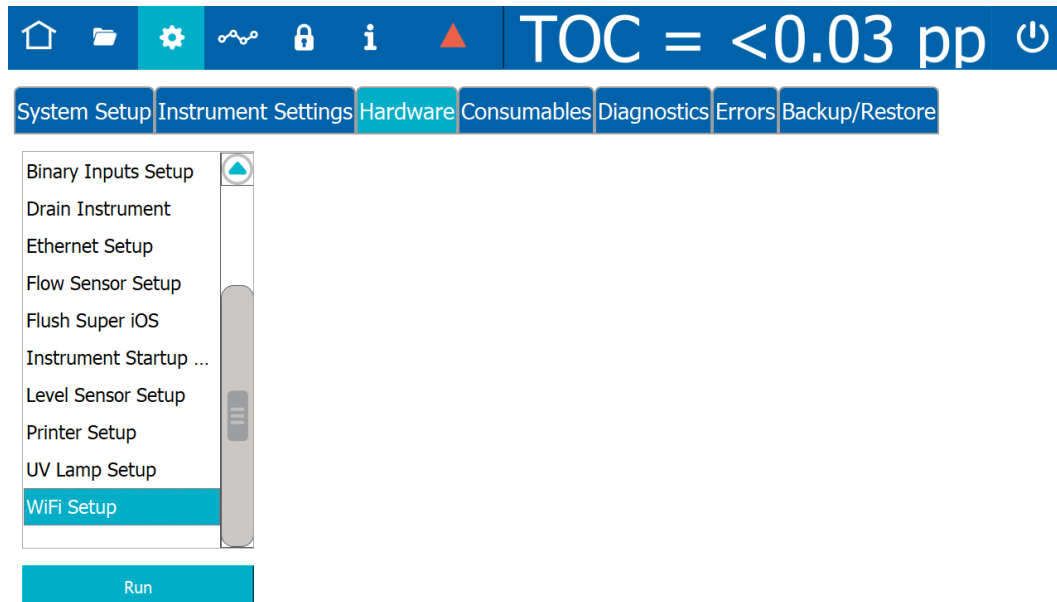 TOC = <0.03 pp
System Setup Instrument Settings Hardware Consumables Diagnostics Errors Backup/Restore
Binary Inputs Setup
Drain Instrument
Ethernet Setup
Flow Sensor Setup
Flush Super iOS
Instrument Startup ...
Level Sensor Setup
Printer Setup
UV Lamp Setup
WiFi Setup
Run